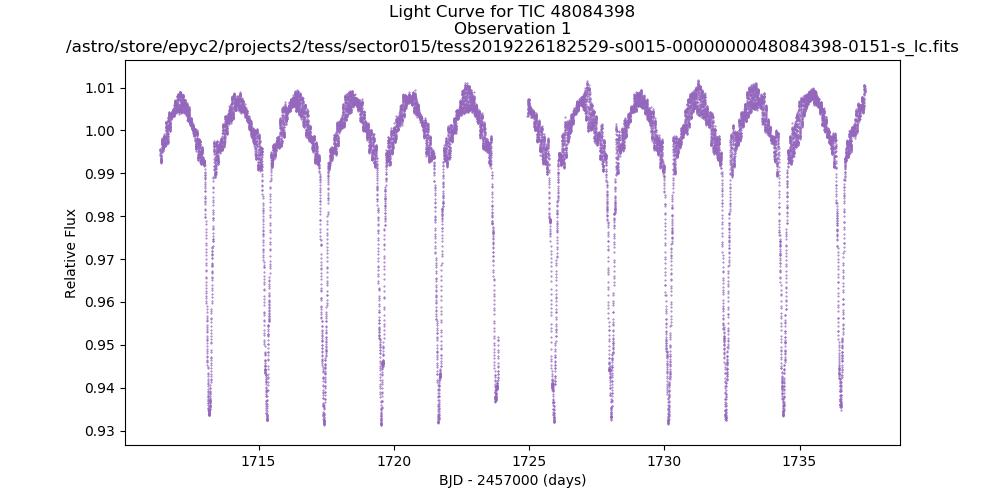 Light Curve for TIC 48084398
Observation 1
/astro/store/epyc2/projects2/tess/sector015/tess2019226182529-s0015-0000000048084398-0151-s_lc.fits
1.01
1.00
0.99
0.98
0.97
0.96
0.95
0.94
0.93
Relative Flux
1715
1720
1725
1730
1735
BJD - 2457000 (days)